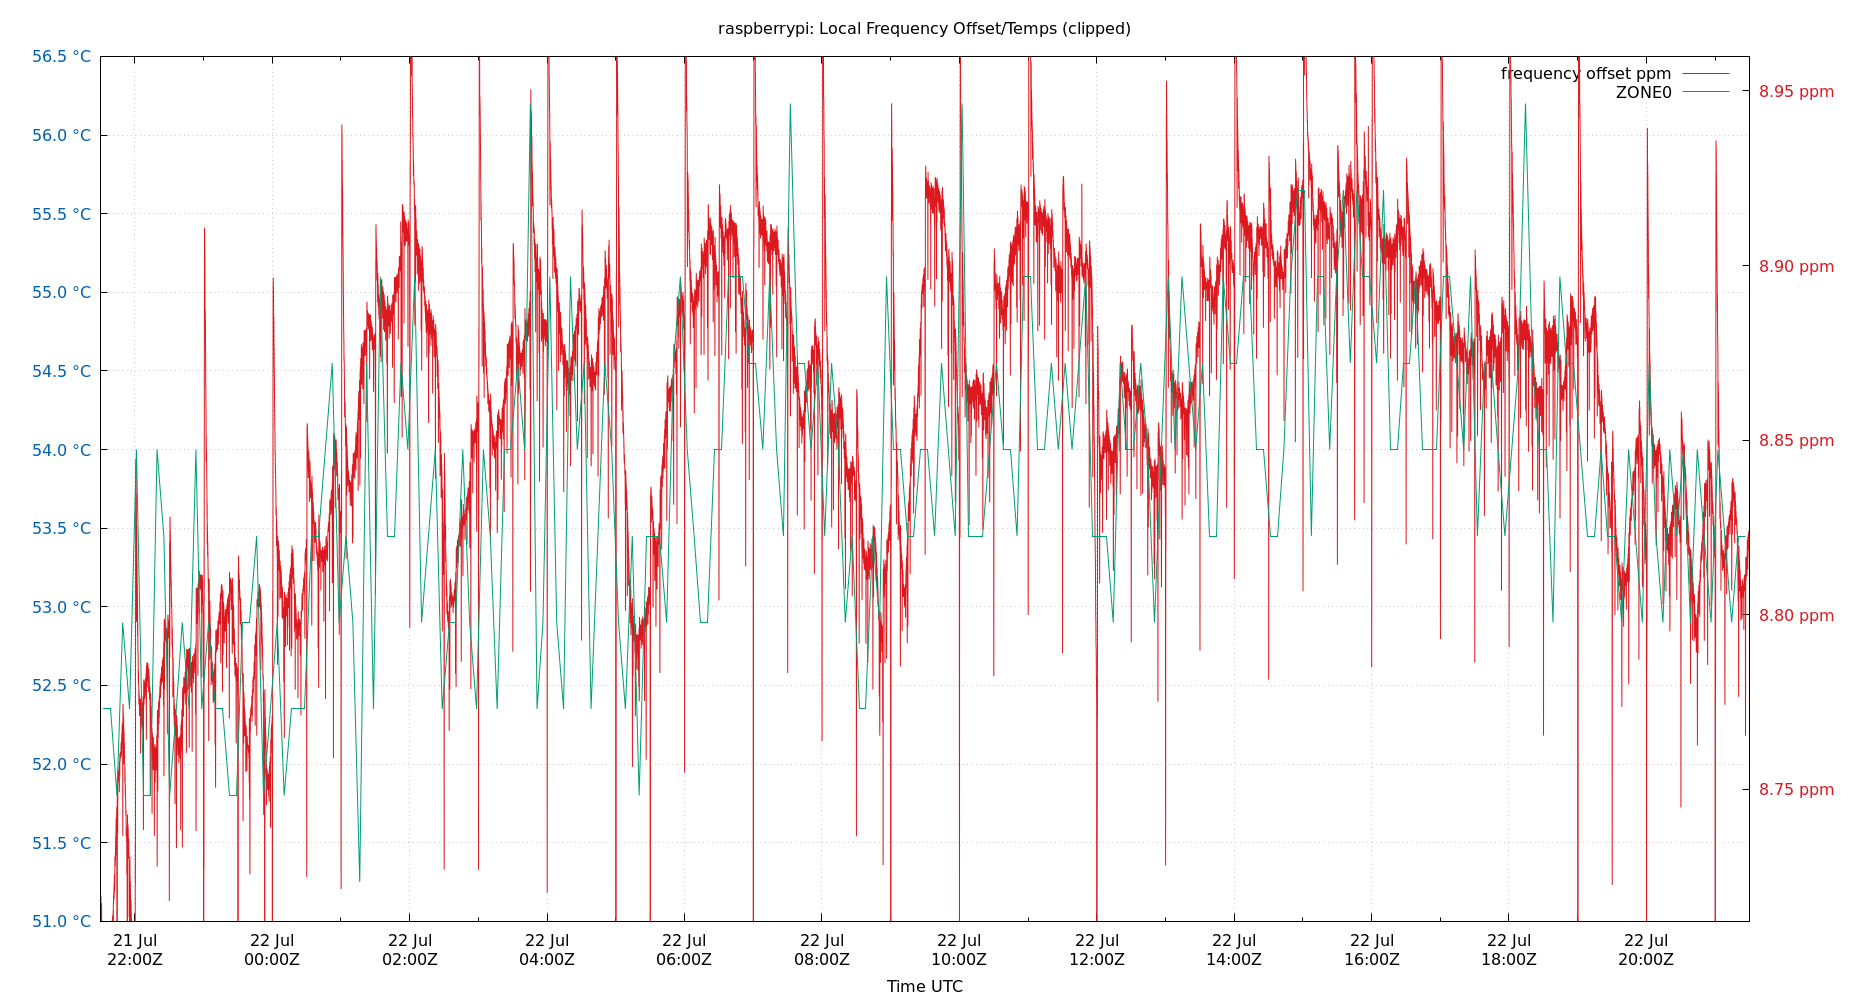 raspberrypi: Local Frequency Offset/Temps (clipped)
56.5 °C
56.0 °C
55.5 °C
55.0 °C
54.5 °C
54.0 °C
53.5 °C
53.0 °C
52.5 °C
52.0 °C
51.5 °C
51.0 °C
frequency offset ppm
ZONE0
8.95 ppm
8.90 ppm
8.85 ppm
8.80 ppm
8.75 ppm
21 Jul 22 Jul 22 Jul 22 Jul 22 Jul 22 Jul 22 Jul 22 Jul 22 Jul 22 Jul 22 Jul 22 Jul
22:00Z 00:00Z 02:00Z 04:00Z 06:00Z 08:00Z 10:00Z 12:00Z 14:00Z 16:00Z 18:00Z 20:00Z
Time UTC